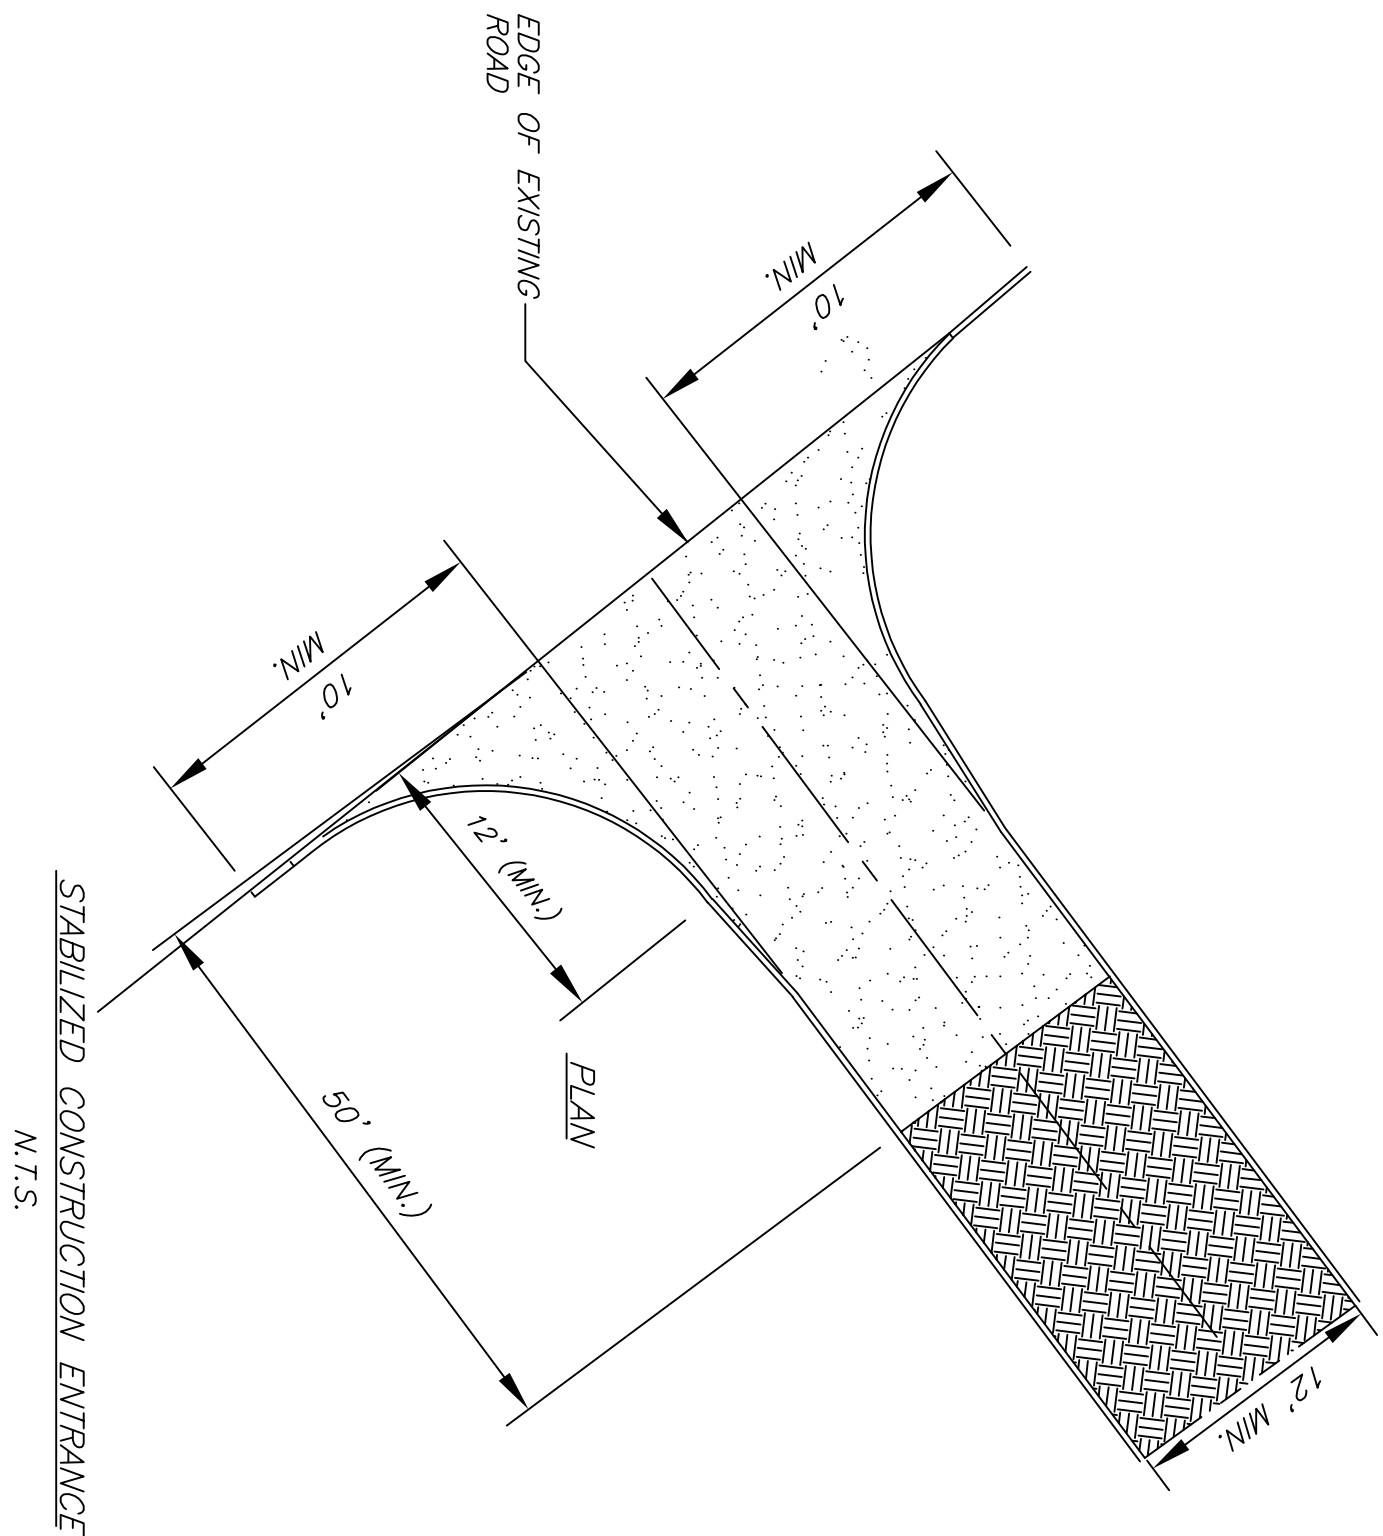 EDGE OF EXISTING
ROAD
10'
MIN.
10'
MIN.
12' (MIN.)
50' (MIN.)
12' MIN.
PLAN
STABILIZED CONSTRUCTION ENTRANCE
N.T.S.